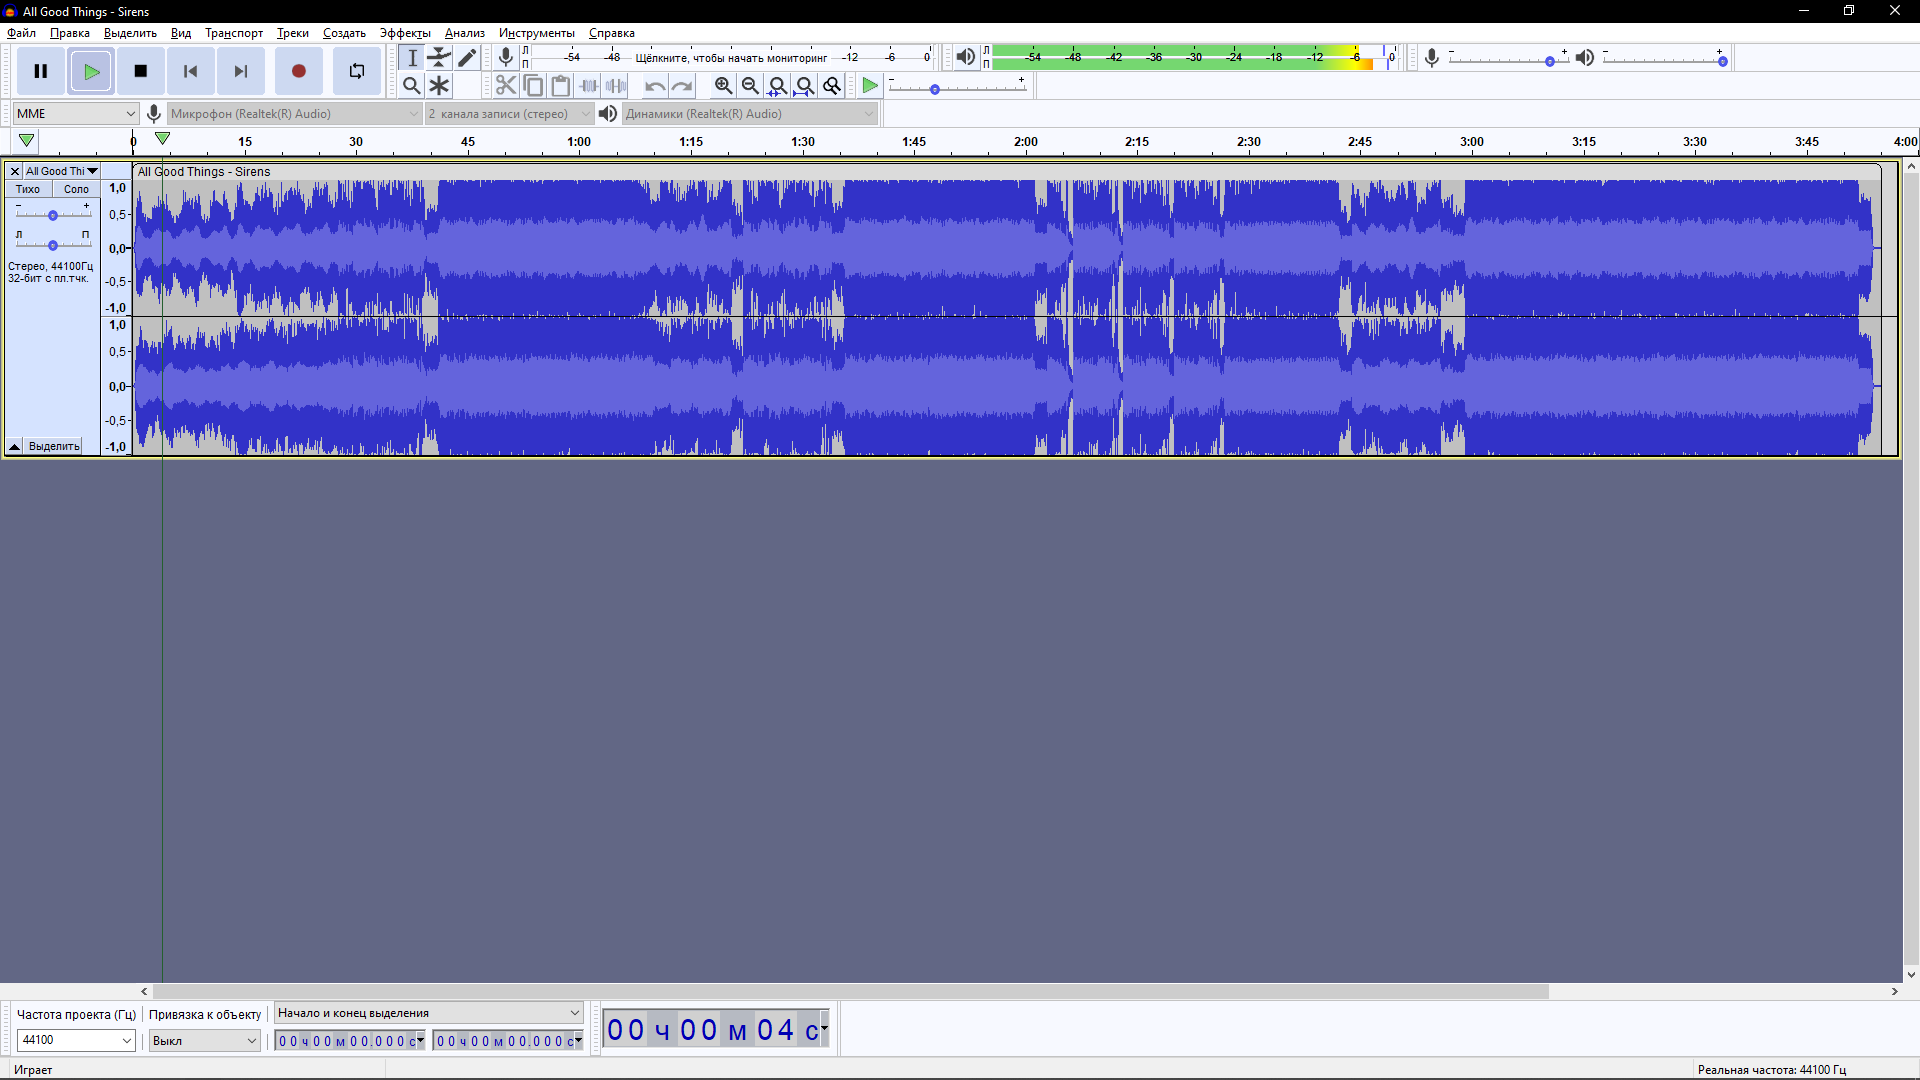 All Good Things - Sirens
Файл Правка Выделить Вид Транспорт Треки Создать Эффекты Анализ Инструменты Справка
Л
П
-54 -48 Щёлкните, чтобы начать мониторинг -12 -6 0
Л
П
-54 -48 -42 -36 -30 -24 -18 -12 -6 0
- +
- +
- +
MME
Микрофон (Realtek(R) Audio)
2 канала записи (стерео)
Динамики (Realtek(R) Audio)
0 15 30 45 1:00 1:15 1:30 1:45 2:00 2:15 2:30 2:45 3:00 3:15 3:30 3:45 4:00
All Good Thi
All Good Things - Sirens
Тихо Соло
- +
Л П
Стерео, 44100Гц
32-бит с пл.тчк.
Выделить
1,0
0,5
0,0
-0,5
-1,0
1,0
0,5
0,0
-0,5
-1,0
Частота проекта (Гц) Привязка к объекту Начало и конец выделения
44100 Выкл 00 ч 00 м 00.000 с 00 ч 00 м 00.000 с
00 ч 00 м 04 с
Играет
Реальная частота: 44100 Гц